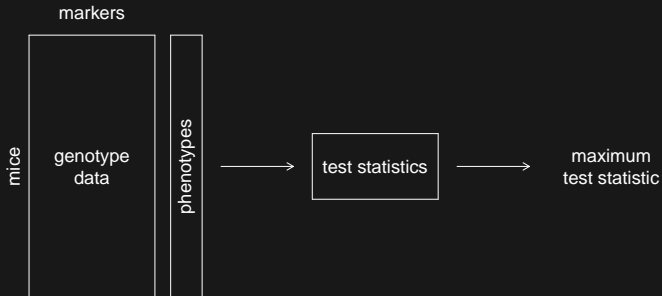 markers
mice
genotype
data
phenotypes
test statistics
maximum
test statistic